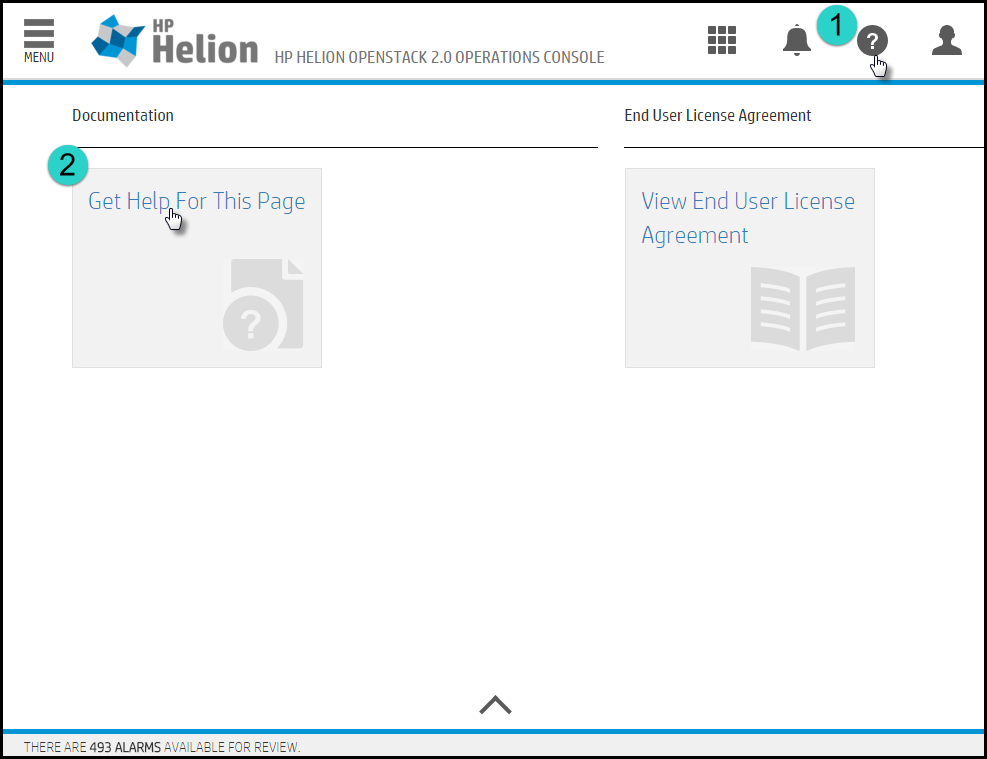 MENU
HP
Helion
HP HELION OPENSTACK 2.0 OPERATIONS CONSOLE
1
?
Documentation
End User License Agreement
2
Get Help For This Page
View End User License
Agreement
?
THERE ARE 493 ALARMS AVAILABLE FOR REVIEW.